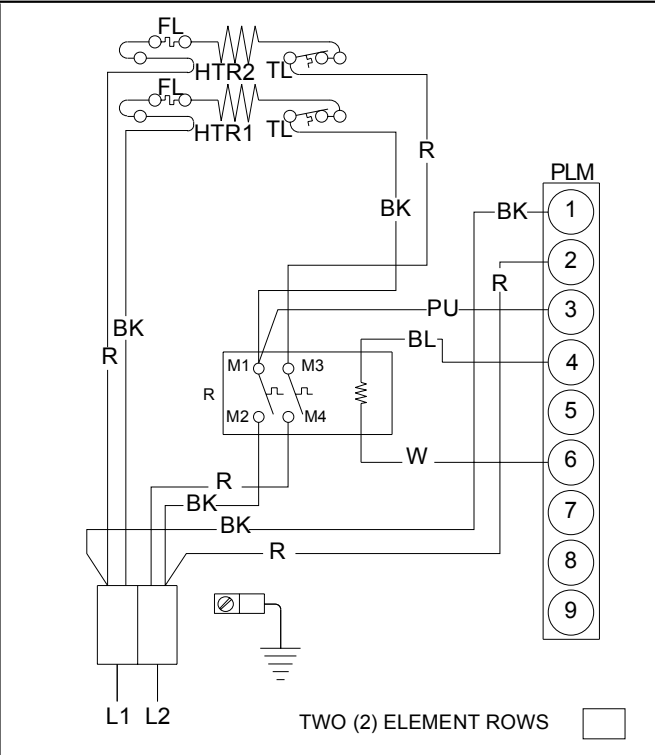 FL
HTR2 TL
FL
HTR1 TL
R
PLM
BK
BK 1
2
R
PU 3
BK
BL
R
4
M1 M3
R
M2 M4
5
W 6
R
BK
7
BK
R 8
9
L1 L2
TWO (2) ELEMENT ROWS